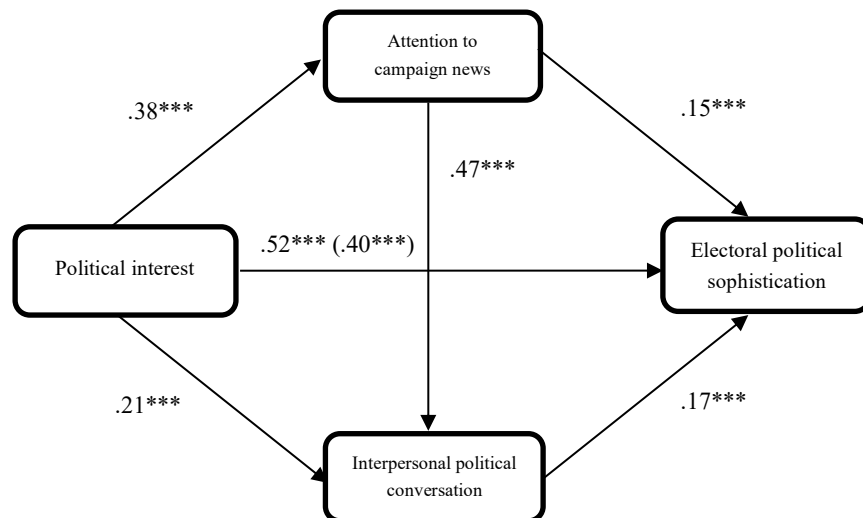 Attention to
campaign news
.38***
.15***
.47***
.52*** (.40***)
Political interest
Electoral political
sophistication
.21***
.17***
Interpersonal political
conversation